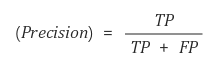 (Precision) = TP / TP + FP